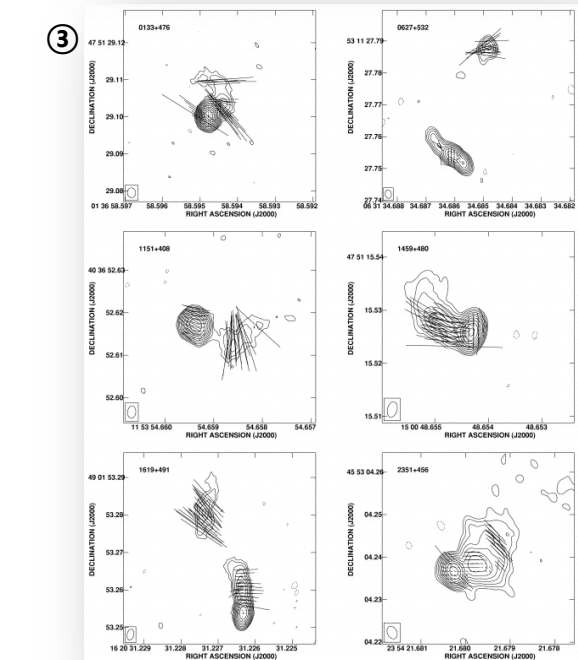 ③
0133+476
47 51 29.12
29.11
29.10
29.09
29.08
DECLINATION (J2000)
01 36 58.597 58.596 58.595 58.594 58.593 58.592
RIGHT ASCENSION (J2000)
0627+532
53 11 27.79
27.78
27.77
27.76
27.75
27.74
DECLINATION (J2000)
06 31 34.688 34.687 34.686 34.685 34.684 34.683 34.682
RIGHT ASCENSION (J2000)
1151+408
40 36 52.63
52.62
52.61
52.60
DECLINATION (J2000)
11 53 54.660 54.659 54.658 54.657
RIGHT ASCENSION (J2000)
1459+480
47 51 15.54
15.53
15.52
15.51
DECLINATION (J2000)
15 00 48.655 48.654 48.653
RIGHT ASCENSION (J2000)
1619+491
49 01 53.29
53.28
53.27
53.26
53.25
DECLINATION (J2000)
16 20 31.229 31.228 31.227 31.226 31.225
RIGHT ASCENSION (J2000)
2351+456
45 53 04.26
04.25
04.24
04.23
04.22
DECLINATION (J2000)
23 54 21.681 21.680 21.679 21.678
RIGHT ASCENSION (J2000)